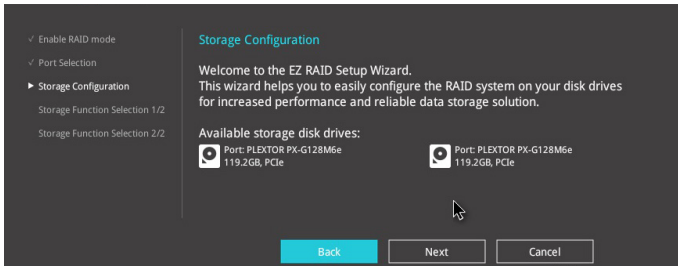 ✓ Enable RAID mode
✓ Port Selection
▶ Storage Configuration
Storage Function Selection 1/2
Storage Function Selection 2/2
Storage Configuration
Welcome to the EZ RAID Setup Wizard.
This wizard helps you to easily configure the RAID system on your disk drives
for increased performance and reliable data storage solution.
Available storage disk drives:
Port: PLEXTOR PX-G128M6e
119.2GB, PCIe
Port: PLEXTOR PX-G128M6e
119.2GB, PCIe
Back
Next
Cancel